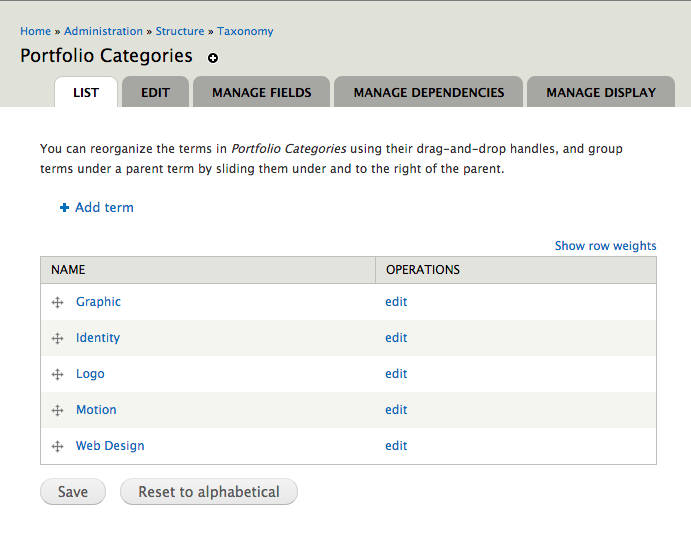 Home » Administration » Structure » Taxonomy
Portfolio Categories
LIST EDIT MANAGE FIELDS MANAGE DEPENDENCIES MANAGE DISPLAY
You can reorganize the terms in Portfolio Categories using their drag-and-drop handles, and group
terms under a parent term by sliding them under and to the right of the parent.
Add term
Show row weights
NAME OPERATIONS
Graphic edit
Identity edit
Logo edit
Motion edit
Web Design edit
Save Reset to alphabetical